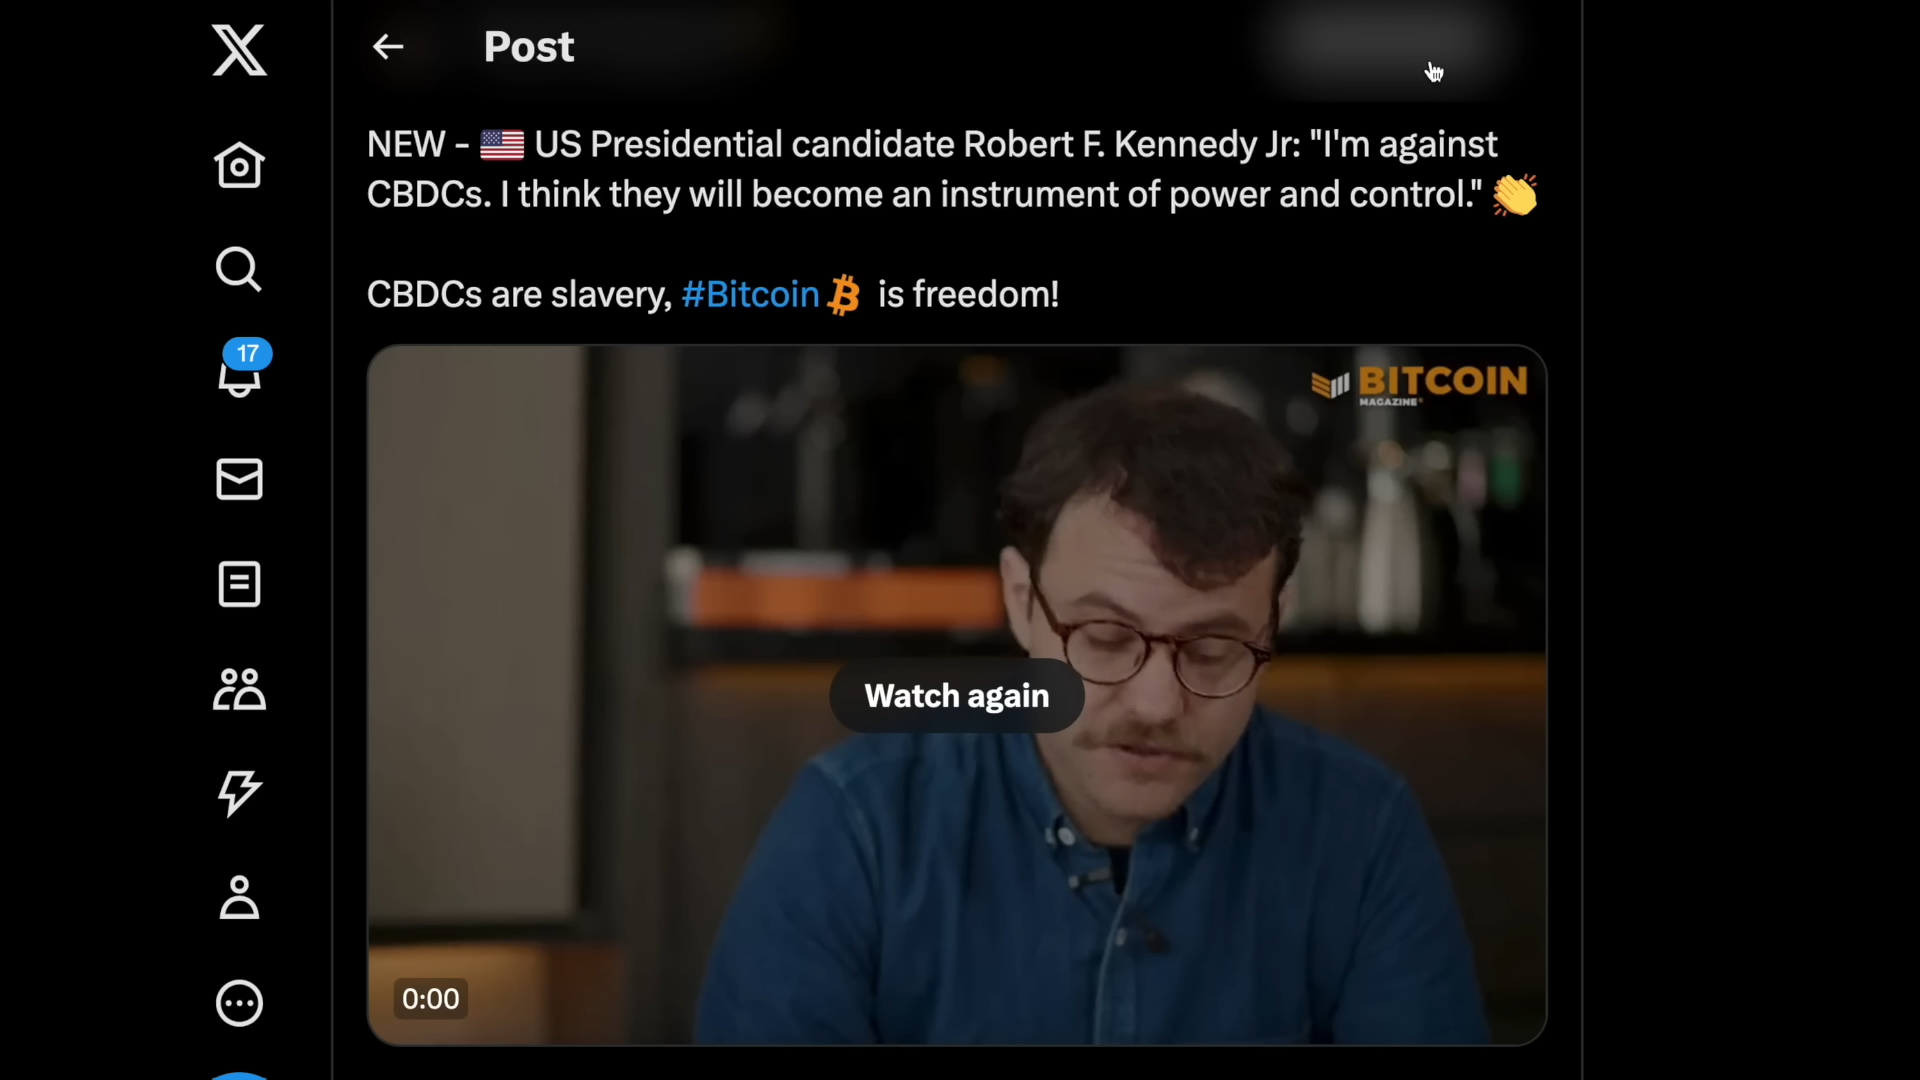 Post
NEW - 🇺🇸 US Presidential candidate Robert F. Kennedy Jr: "I'm against
CBDCs. I think they will become an instrument of power and control." 👏
CBDCs are slavery, #Bitcoin is freedom!
17
BITCOIN
MAGAZINE
Watch again
0:00